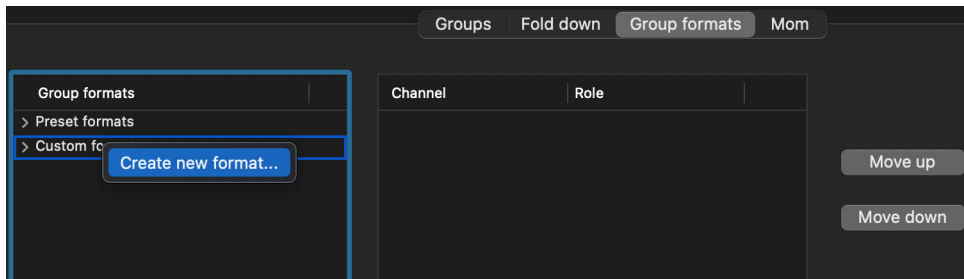 Groups Fold down Group formats Mom
Group formats
Channel Role
Preset formats
Custom fo
Create new format...
Move up
Move down